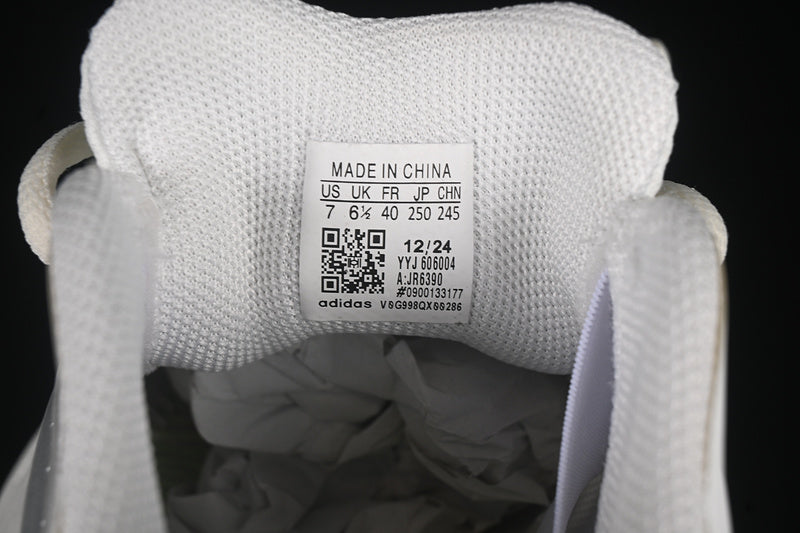 MADE IN CHINA
US UK FR JP CHN
7 6½ 40 250 245
12/24
YYJ 606004
A:JR6390
#0900133177
adidas V0G998QX00286